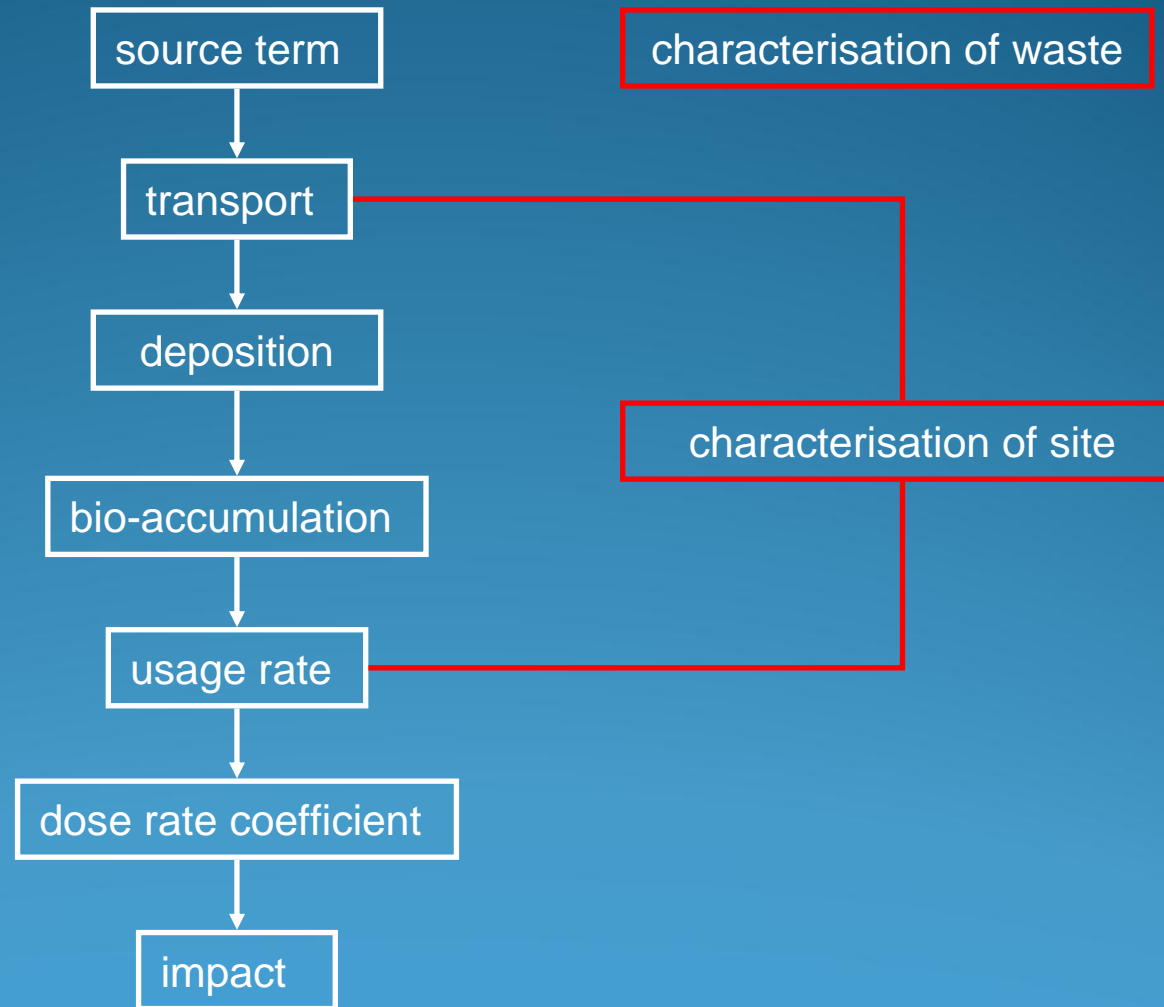 source term
characterisation of waste
transport
deposition
characterisation of site
bio-accumulation
usage rate
dose rate coefficient
impact